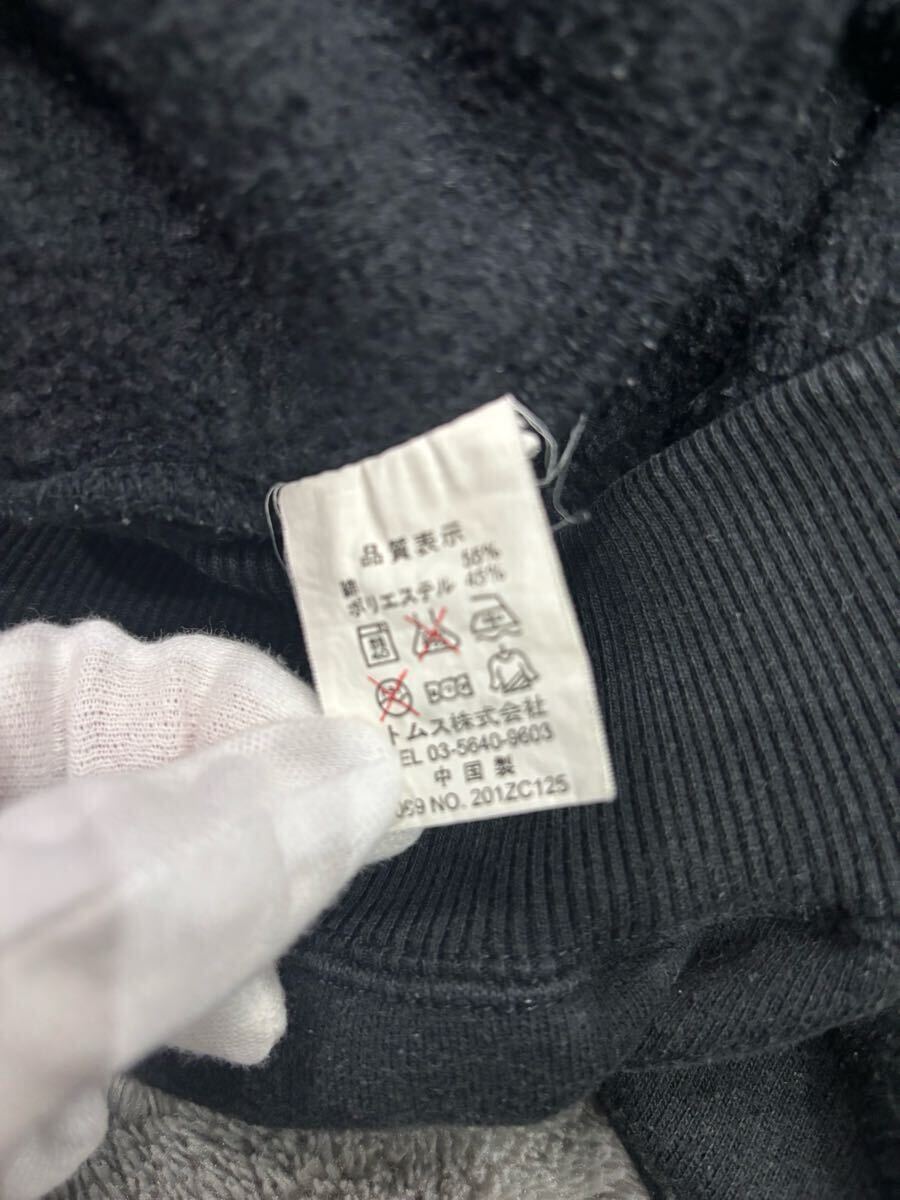 品質表示
綿 55%
ポリエステル 45%
トムス株式会社
EL 03-5640-9603
中国製
069 NO. 201ZC125